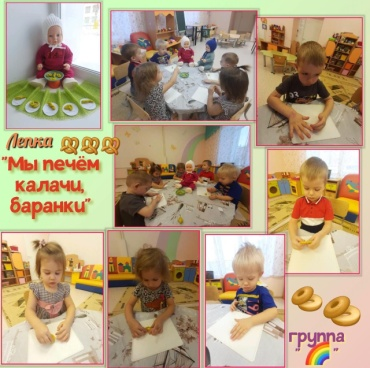 Лепка
"Мы печём
калачи,
баранки"
группа
" "